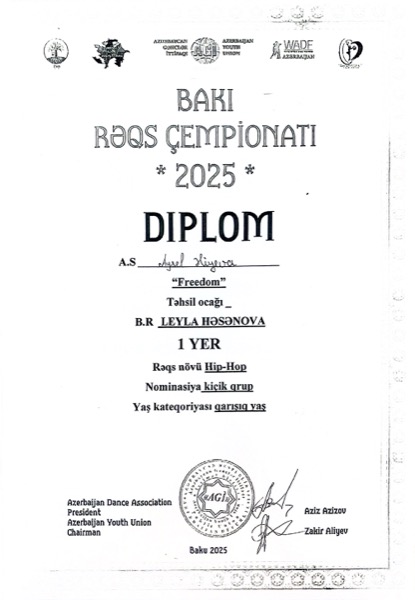 AZƏRBAYCAN GƏNCLƏR İTTİFAQI
AZERBAIJAN YOUTH UNION
WADE
AZERBAIJAN
BAKI
RƏQS ÇEMPİONATI
* 2025 *
DIPLOM
A.S Aysel Əliyeva
“Freedom”
Təhsil ocağı _
B.R LEYLA HƏSƏNOVA
1 YER
Rəqs növü Hip-Hop
Nominasiya kiçik qrup
Yaş kateqoriyası qarışıq yaş
Azerbaijan Dance Association
President
Aziz Azizov
Azerbaijan Youth Union
Chairman
Zakir Aliyev
AGİ
Baku 2025